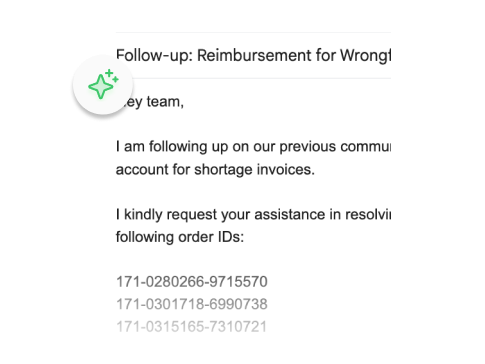 Follow-up: Reimbursement for Wrongf
ey team,
I am following up on our previous commu
account for shortage invoices.
I kindly request your assistance in resolvi
following order IDs:
171-0280266-9715570
171-0301718-6990738
171-0315165-7310721